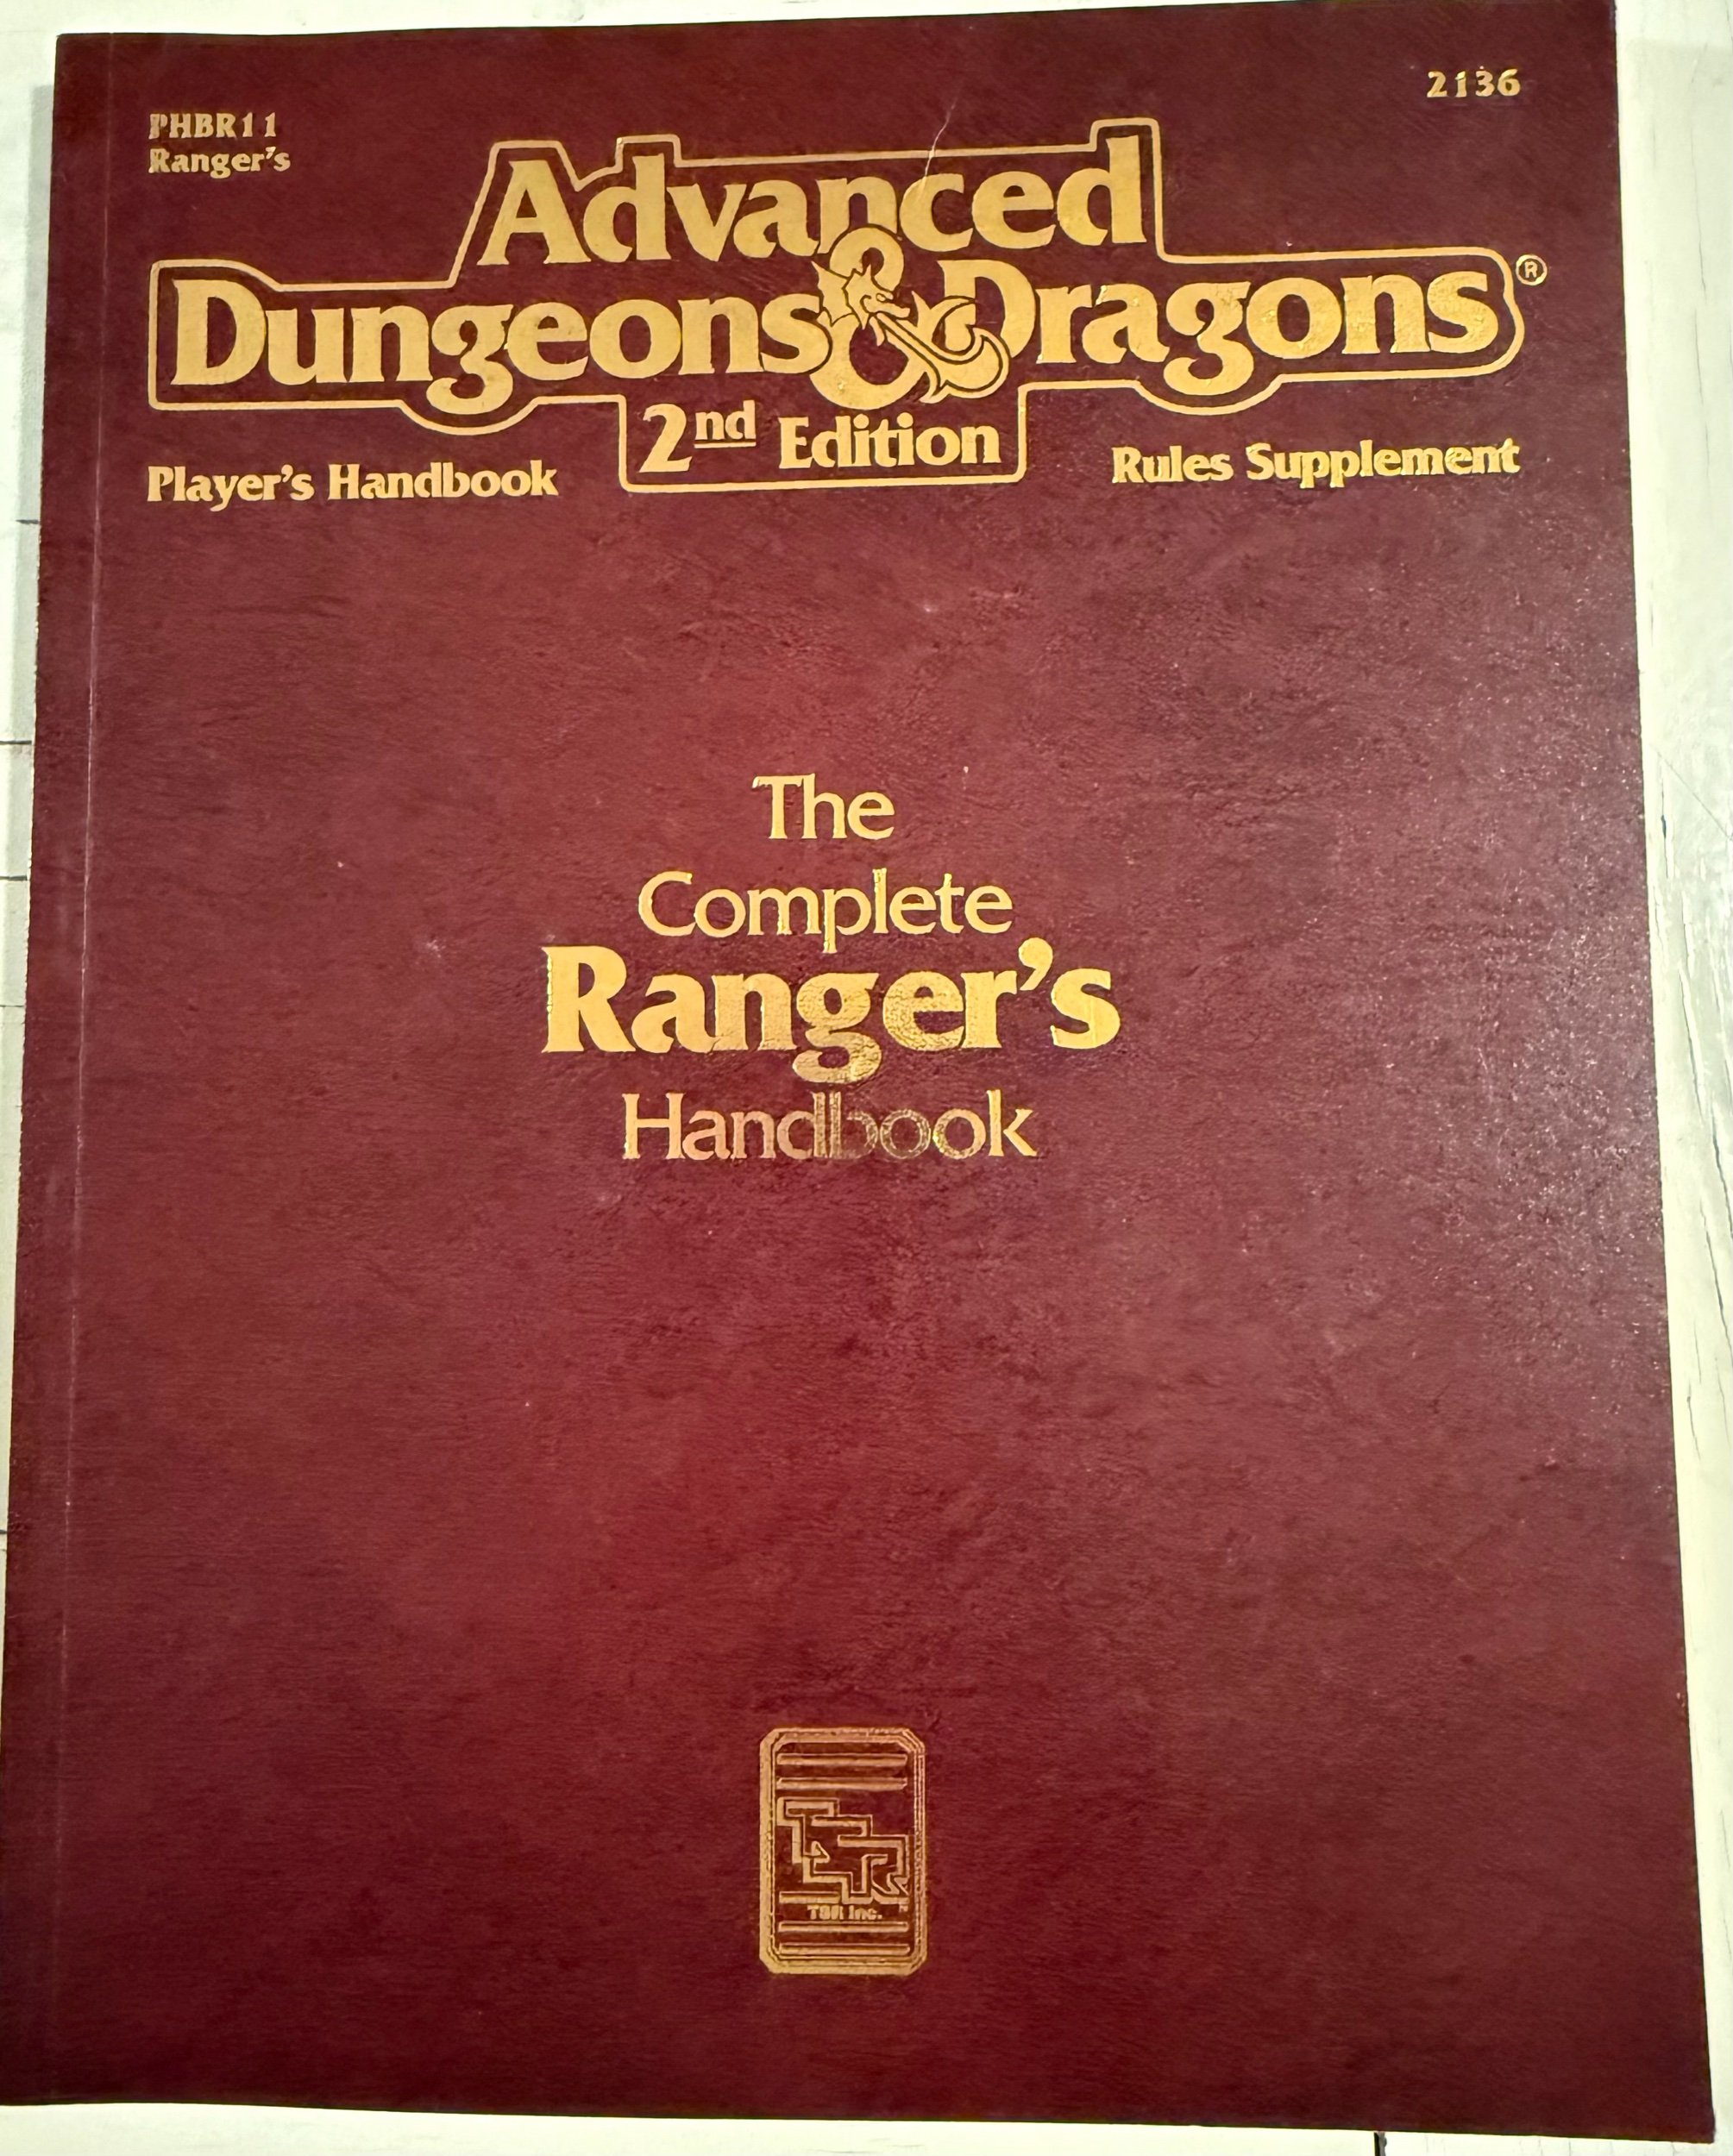 2136
PHBR11
Ranger's
Advanced
Dungeons & Dragons®
2nd Edition
Player's Handbook
Rules Supplement
The
Complete
Ranger's
Handbook
TSR
TSR Inc.